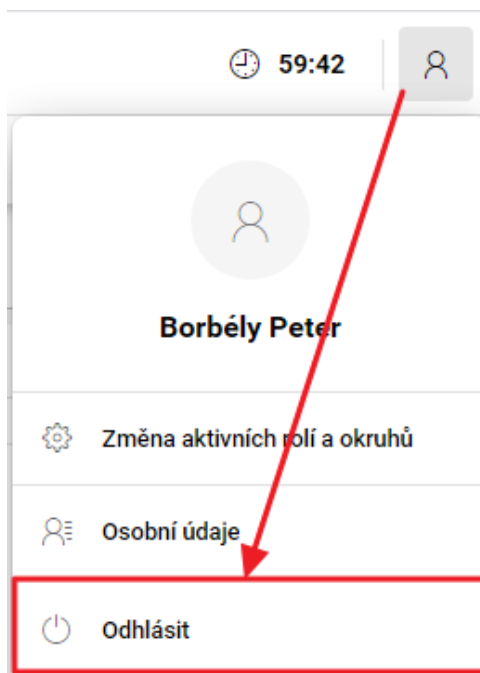 59:42
Borbély Peter
Změna aktivních rolí a okruhů
Osobní údaje
Odhlásit